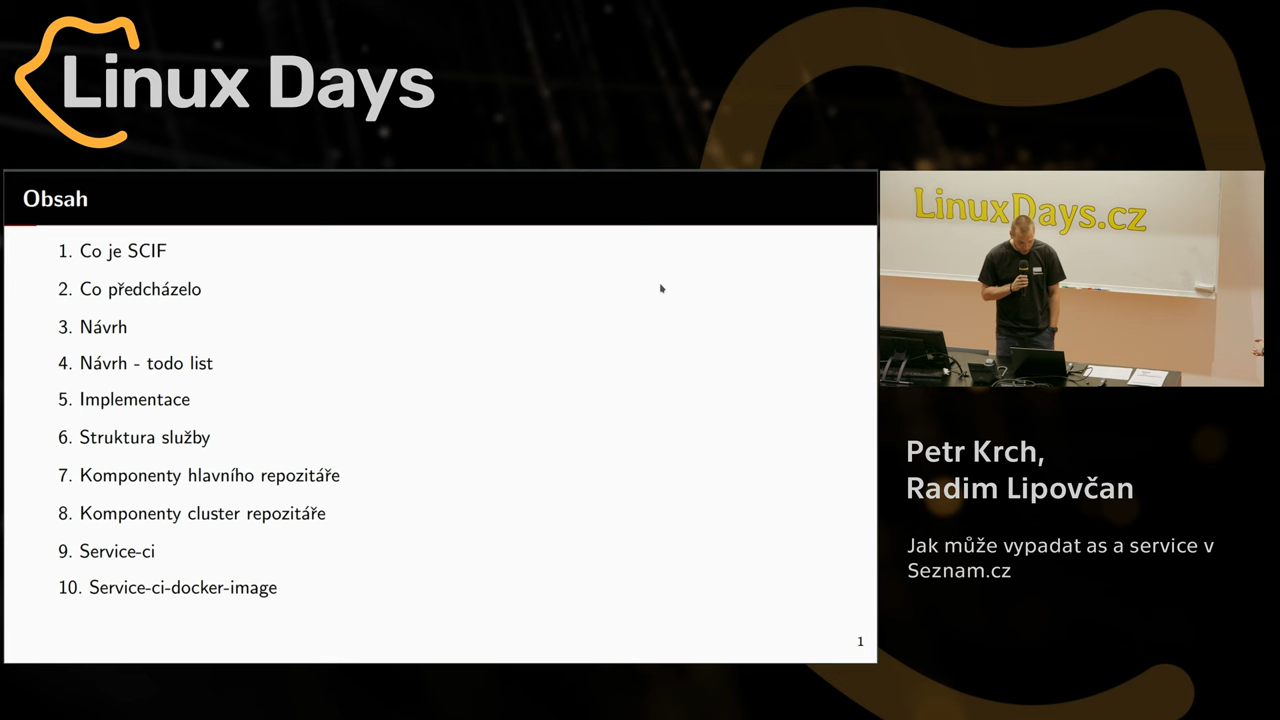 Linux Days
Obsah
1. Co je SCIF
2. Co předcházelo
3. Návrh
4. Návrh - todo list
5. Implementace
6. Struktura služby
7. Komponenty hlavního repozitáře
8. Komponenty cluster repozitáře
9. Service-ci
10. Service-ci-docker-image
1
LinuxDays.cz
Petr Krch,
Radim Lipovčan
Jak může vypadat as a service v
Seznam.cz